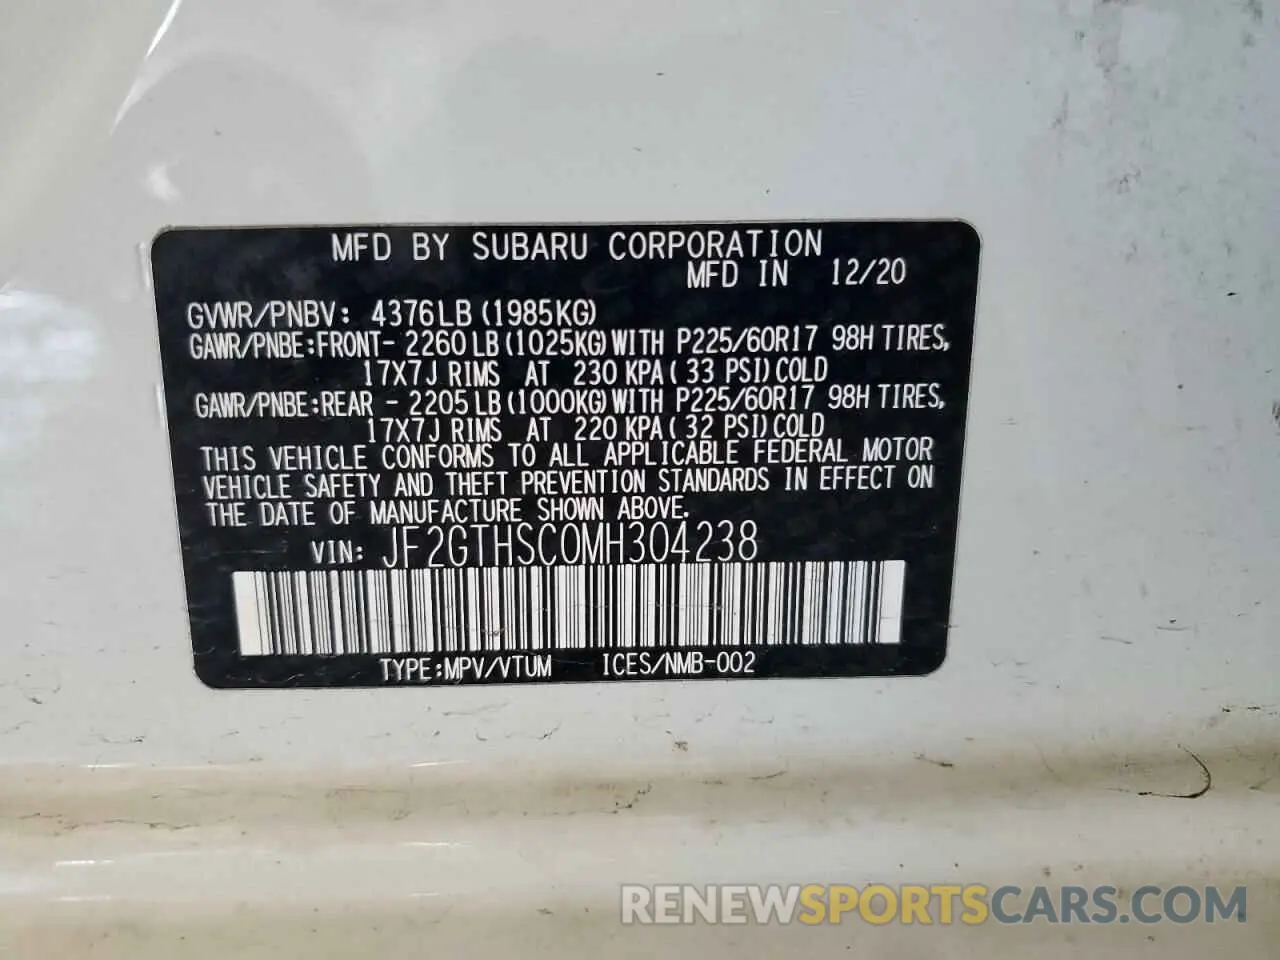 MFD BY SUBARU CORPORATION
MFD IN 12/20
GVWR/PNBV: 4376LB (1985KG)
GAWR/PNBE:FRONT- 2260 LB (1025KG) WITH P225/60R17 98H TIRES,
17X7J RIMS AT 230 KPA ( 33 PSI) COLD
GAWR/PNBE:REAR - 2205 LB (1000KG) WITH P225/60R17 98H TIRES,
17X7J RIMS AT 220 KPA ( 32 PSI) COLD
THIS VEHICLE CONFORMS TO ALL APPLICABLE FEDERAL MOTOR
VEHICLE SAFETY AND THEFT PREVENTION STANDARDS IN EFFECT ON
THE DATE OF MANUFACTURE SHOWN ABOVE.
VIN: JF2GTHSC0MH304238
TYPE:MPV/VTUM ICES/NMB-002
RENEWSPORTSCARS.COM